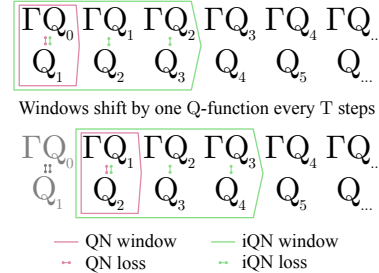 ΓQ₀ ΓQ₁ ΓQ₂ ΓQ₃ ΓQ₄ ΓQ...
Q₁ Q₂ Q₃ Q₄ Q₅ Q...
Windows shift by one Q-function every T steps
ΓQ₀ ΓQ₁ ΓQ₂ ΓQ₃ ΓQ₄ ΓQ...
Q₁ Q₂ Q₃ Q₄ Q₅ Q...
QN window iQN window
QN loss iQN loss